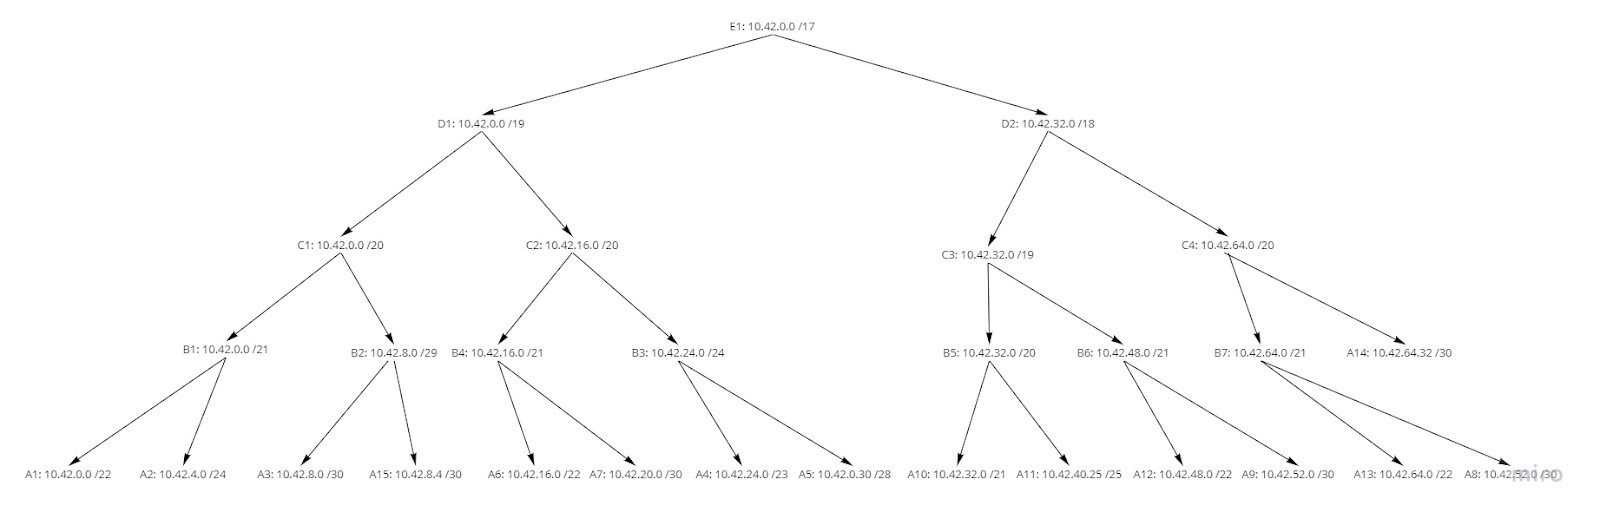 E1: 10.42.0.0 /17
D1: 10.42.0.0 /19
D2: 10.42.32.0 /18
C1: 10.42.0.0 /20
C2: 10.42.16.0 /20
C3: 10.42.32.0 /19
C4: 10.42.64.0 /20
B1: 10.42.0.0 /21
B2: 10.42.8.0 /29
B4: 10.42.16.0 /21
B3: 10.42.24.0 /24
B5: 10.42.32.0 /20
B6: 10.42.48.0 /21
B7: 10.42.64.0 /21
A14: 10.42.64.32 /30
A1: 10.42.0.0 /22
A2: 10.42.4.0 /24
A3: 10.42.8.0 /30
A15: 10.42.8.4 /30
A6: 10.42.16.0 /22
A7: 10.42.20.0 /30
A4: 10.42.24.0 /23
A5: 10.42.0.30 /28
A10: 10.42.32.0 /21
A11: 10.42.40.25 /25
A12: 10.42.48.0 /22
A9: 10.42.52.0 /30
A13: 10.42.64.0 /22
A8:
miro